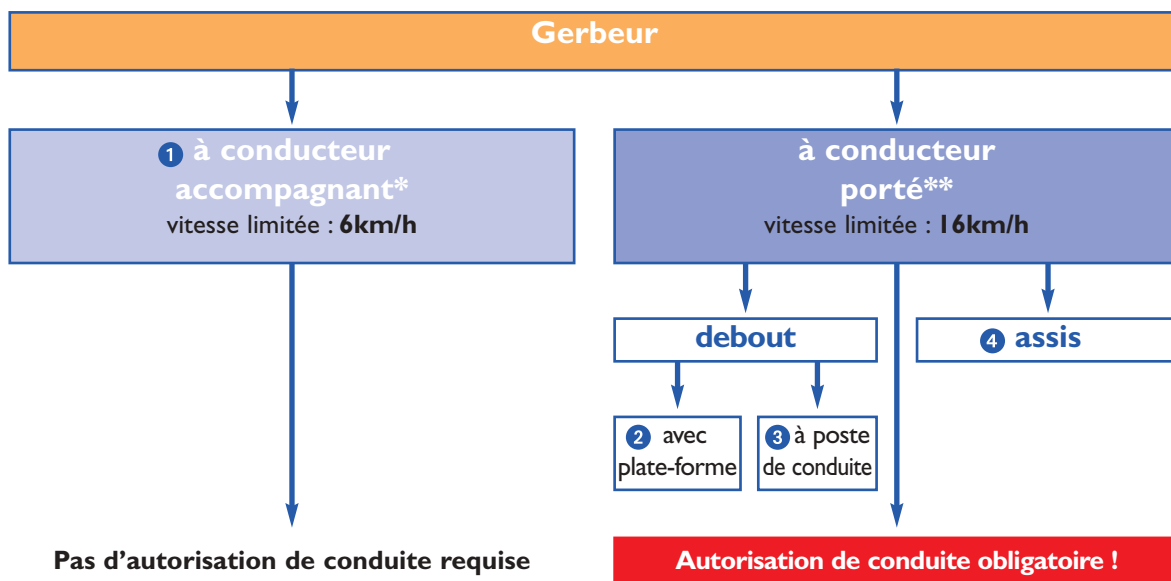 Gerbeur
1 à conducteur
accompagnant*
vitesse limitée : 6km/h
à conducteur
porté**
vitesse limitée : 16km/h
debout
4 assis
2 avec
plate-forme
3 à poste
de conduite
Pas d’autorisation de conduite requise
Autorisation de conduite obligatoire !